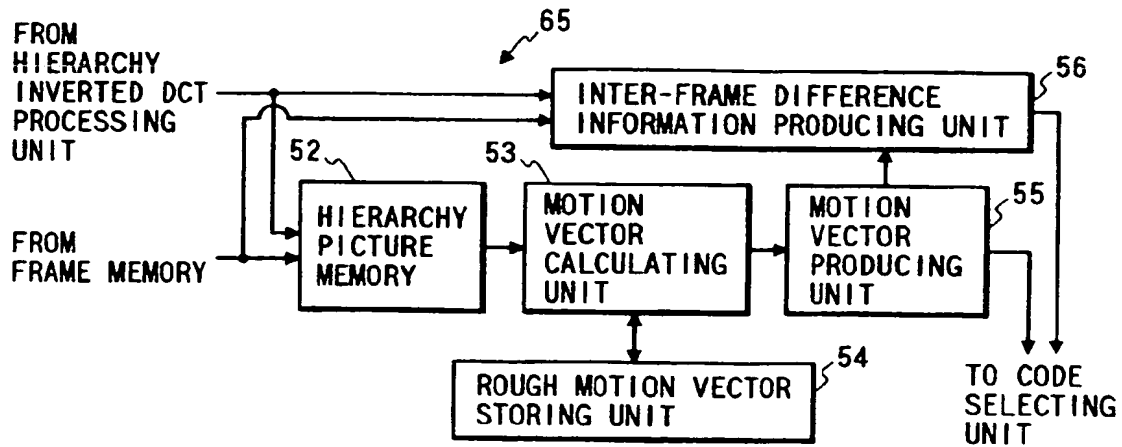 FROM
HIERARCHY
INVERTED DCT
PROCESSING
UNIT
65
56
INTER-FRAME DIFFERENCE
INFORMATION PRODUCING UNIT
52
HIERARCHY
PICTURE
MEMORY
53
MOTION
VECTOR
CALCULATING
UNIT
MOTION
VECTOR
PRODUCING
UNIT
55
FROM
FRAME MEMORY
ROUGH MOTION VECTOR
STORING UNIT
54
TO CODE
SELECTING
UNIT